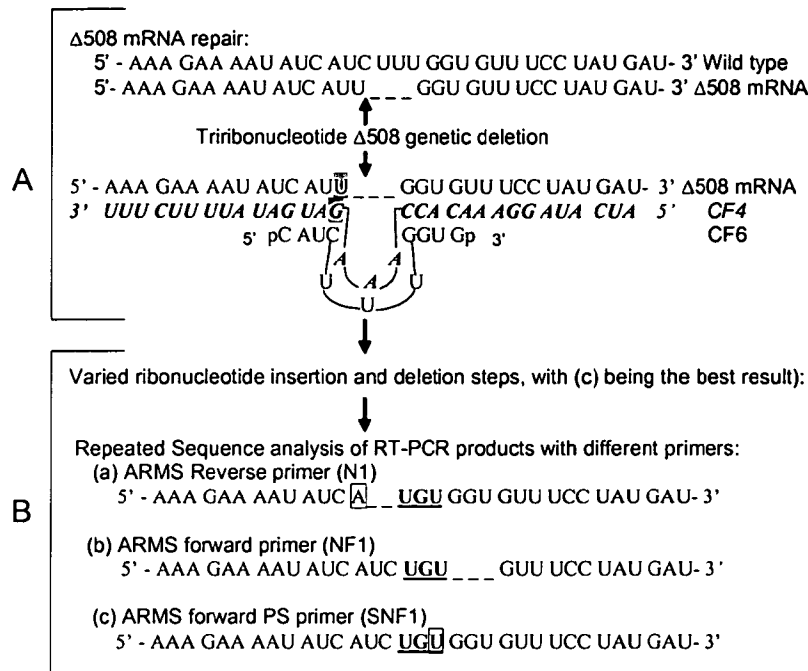 Δ508 mRNA repair:
5' - AAA GAA AAU AUC AUC UUU GGU GUU UCC UAU GAU- 3' Wild type
5'- AAA GAA AAU AUC AUU _ _ _ GGU GUU UCC UAU GAU- 3' Δ508 mRNA
Triribonucleotide Δ508 genetic deletion
A
5' - AAA GAA AAU AUC AUU _ _ _ GGU GUU UCC UAU GAU- 3' Δ508 mRNA
3' UUU CUU UUA UAG UAG CCA CAA AGG AUA CUA 5' CF4
5' pC AUC GGU Gp 3' CF6
A A
U A U
U
Varied ribonucleotide insertion and deletion steps, with (c) being the best result):
Repeated Sequence analysis of RT-PCR products with different primers:
(a) ARMS Reverse primer (N1)
5' - AAA GAA AAU AUC A _ _ UGU GGU GUU UCC UAU GAU- 3'
B
(b) ARMS forward primer (NF1)
5' - AAA GAA AAU AUC AUC UGU _ _ _ GUU UCC UAU GAU- 3'
(c) ARMS forward PS primer (SNF1)
5' - AAA GAA AAU AUC AUC UGU GGU GUU UCC UAU GAU- 3'